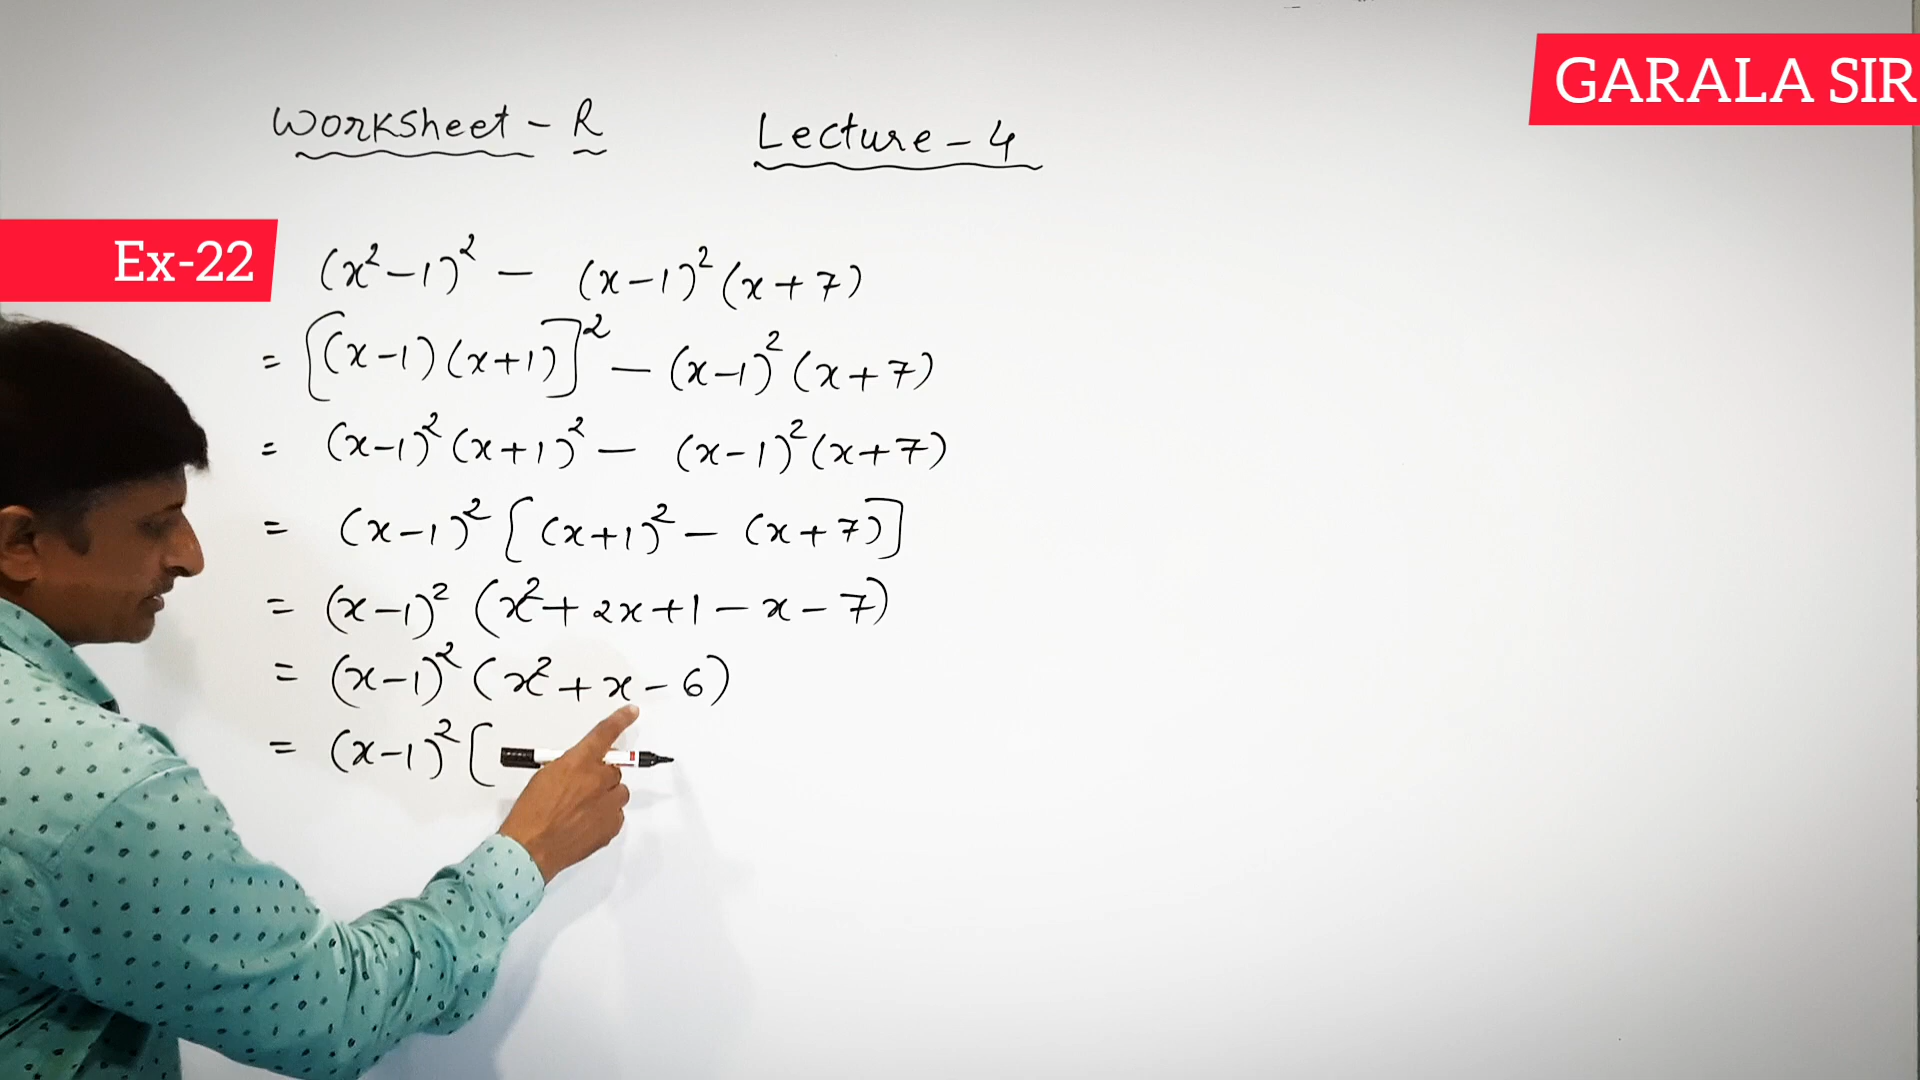 GARALA SIR
Worksheet - R Lecture - 4
Ex-22 (x² - 1)² - (x - 1)² (x + 7)
= [(x - 1) (x + 1)]² - (x - 1)² (x + 7)
= (x - 1)² (x + 1)² - (x - 1)² (x + 7)
= (x - 1)² [(x + 1)² - (x + 7)]
= (x - 1)² (x² + 2x + 1 - x - 7)
= (x - 1)² (x² + x - 6)
= (x - 1)² [